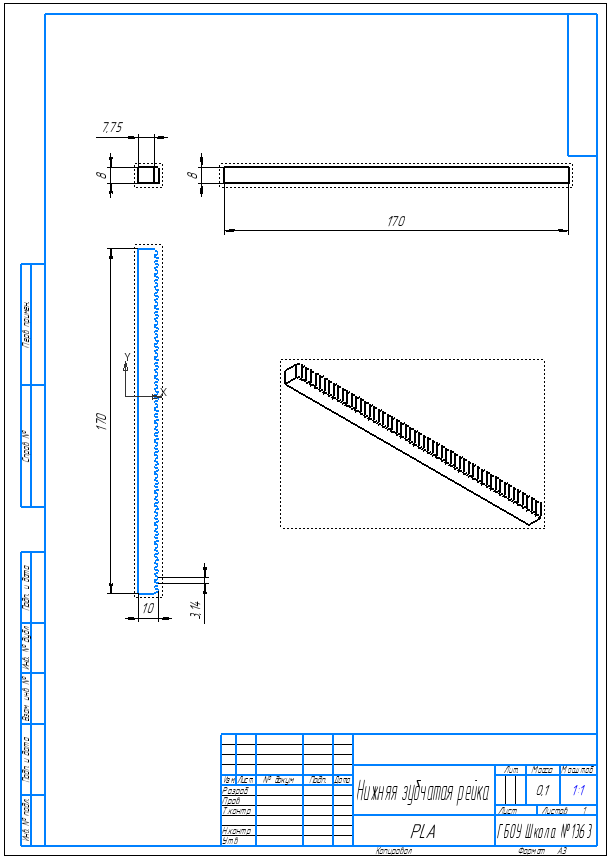 7,75
8
8
170
Y
X
170
10
3,14
Перв. примен.
Справ. №
Подп. и дата
Инв. № дубл.
Взам. инв. №
Подп. и дата
Инв. № подл.
Изм. Лист № докум. Подп. Дата
Разраб.
Пров.
Т.контр.
Н.контр.
Утв.
Нижняя зубчатая рейка
Лит. Масса Масштаб
0,1 1:1
Лист Листов 1
PLA
ГБОУ Школа №1363
Копировал Формат А3